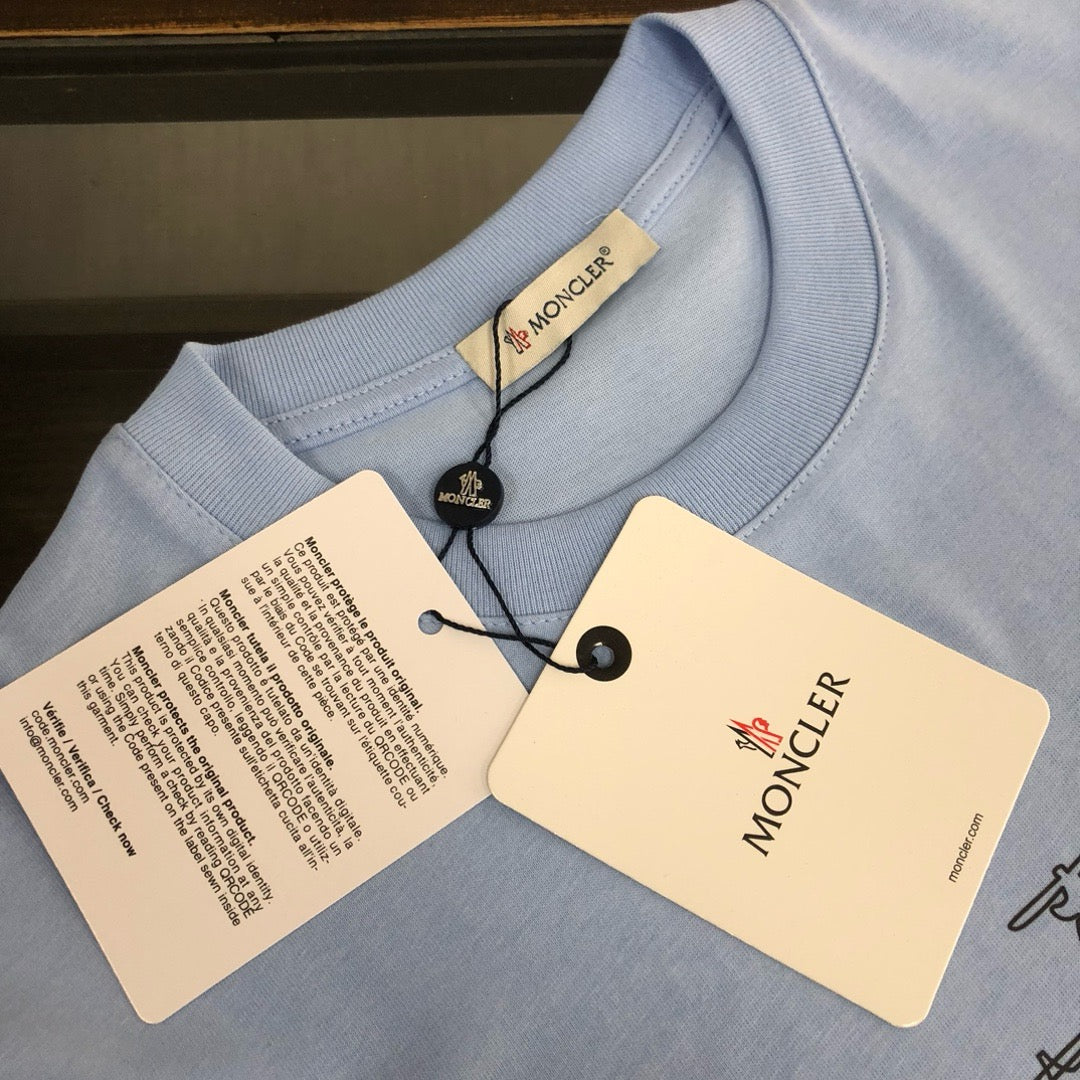 MONCLER®
MONCLER
Moncler protège le produit original.
Ce produit est protégé par une identité numérique.
Vous pouvez vérifier à tout moment l'authenticité,
la qualité et la provenance du produit en effectuant
un simple contrôle par la lecture du QRCODE ou
par le biais du Code se trouvant sur l'étiquette cou-
sue à l'intérieur de cette pièce.
Moncler tutela il prodotto originale.
Questo prodotto é tutelato da un'identità digitale.
In qualsiasi momento può verificare l'autenticità, la
qualità e la provenienza del prodotto facendo un
semplice controllo, leggendo il QRCODE o utiliz-
zando il Codice presente sull'etichetta cucita all'in-
terno di questo capo.
Moncler protects the original product.
This product is protected by its own digital identity.
You can check your product information at any
time. Simply perform a check by reading QRCODE
or using the Code present on the label sewn inside
this garment.
Vérifie / Verifica / Check now
code.moncler.com
info@moncler.com
MONCLER
moncler.com